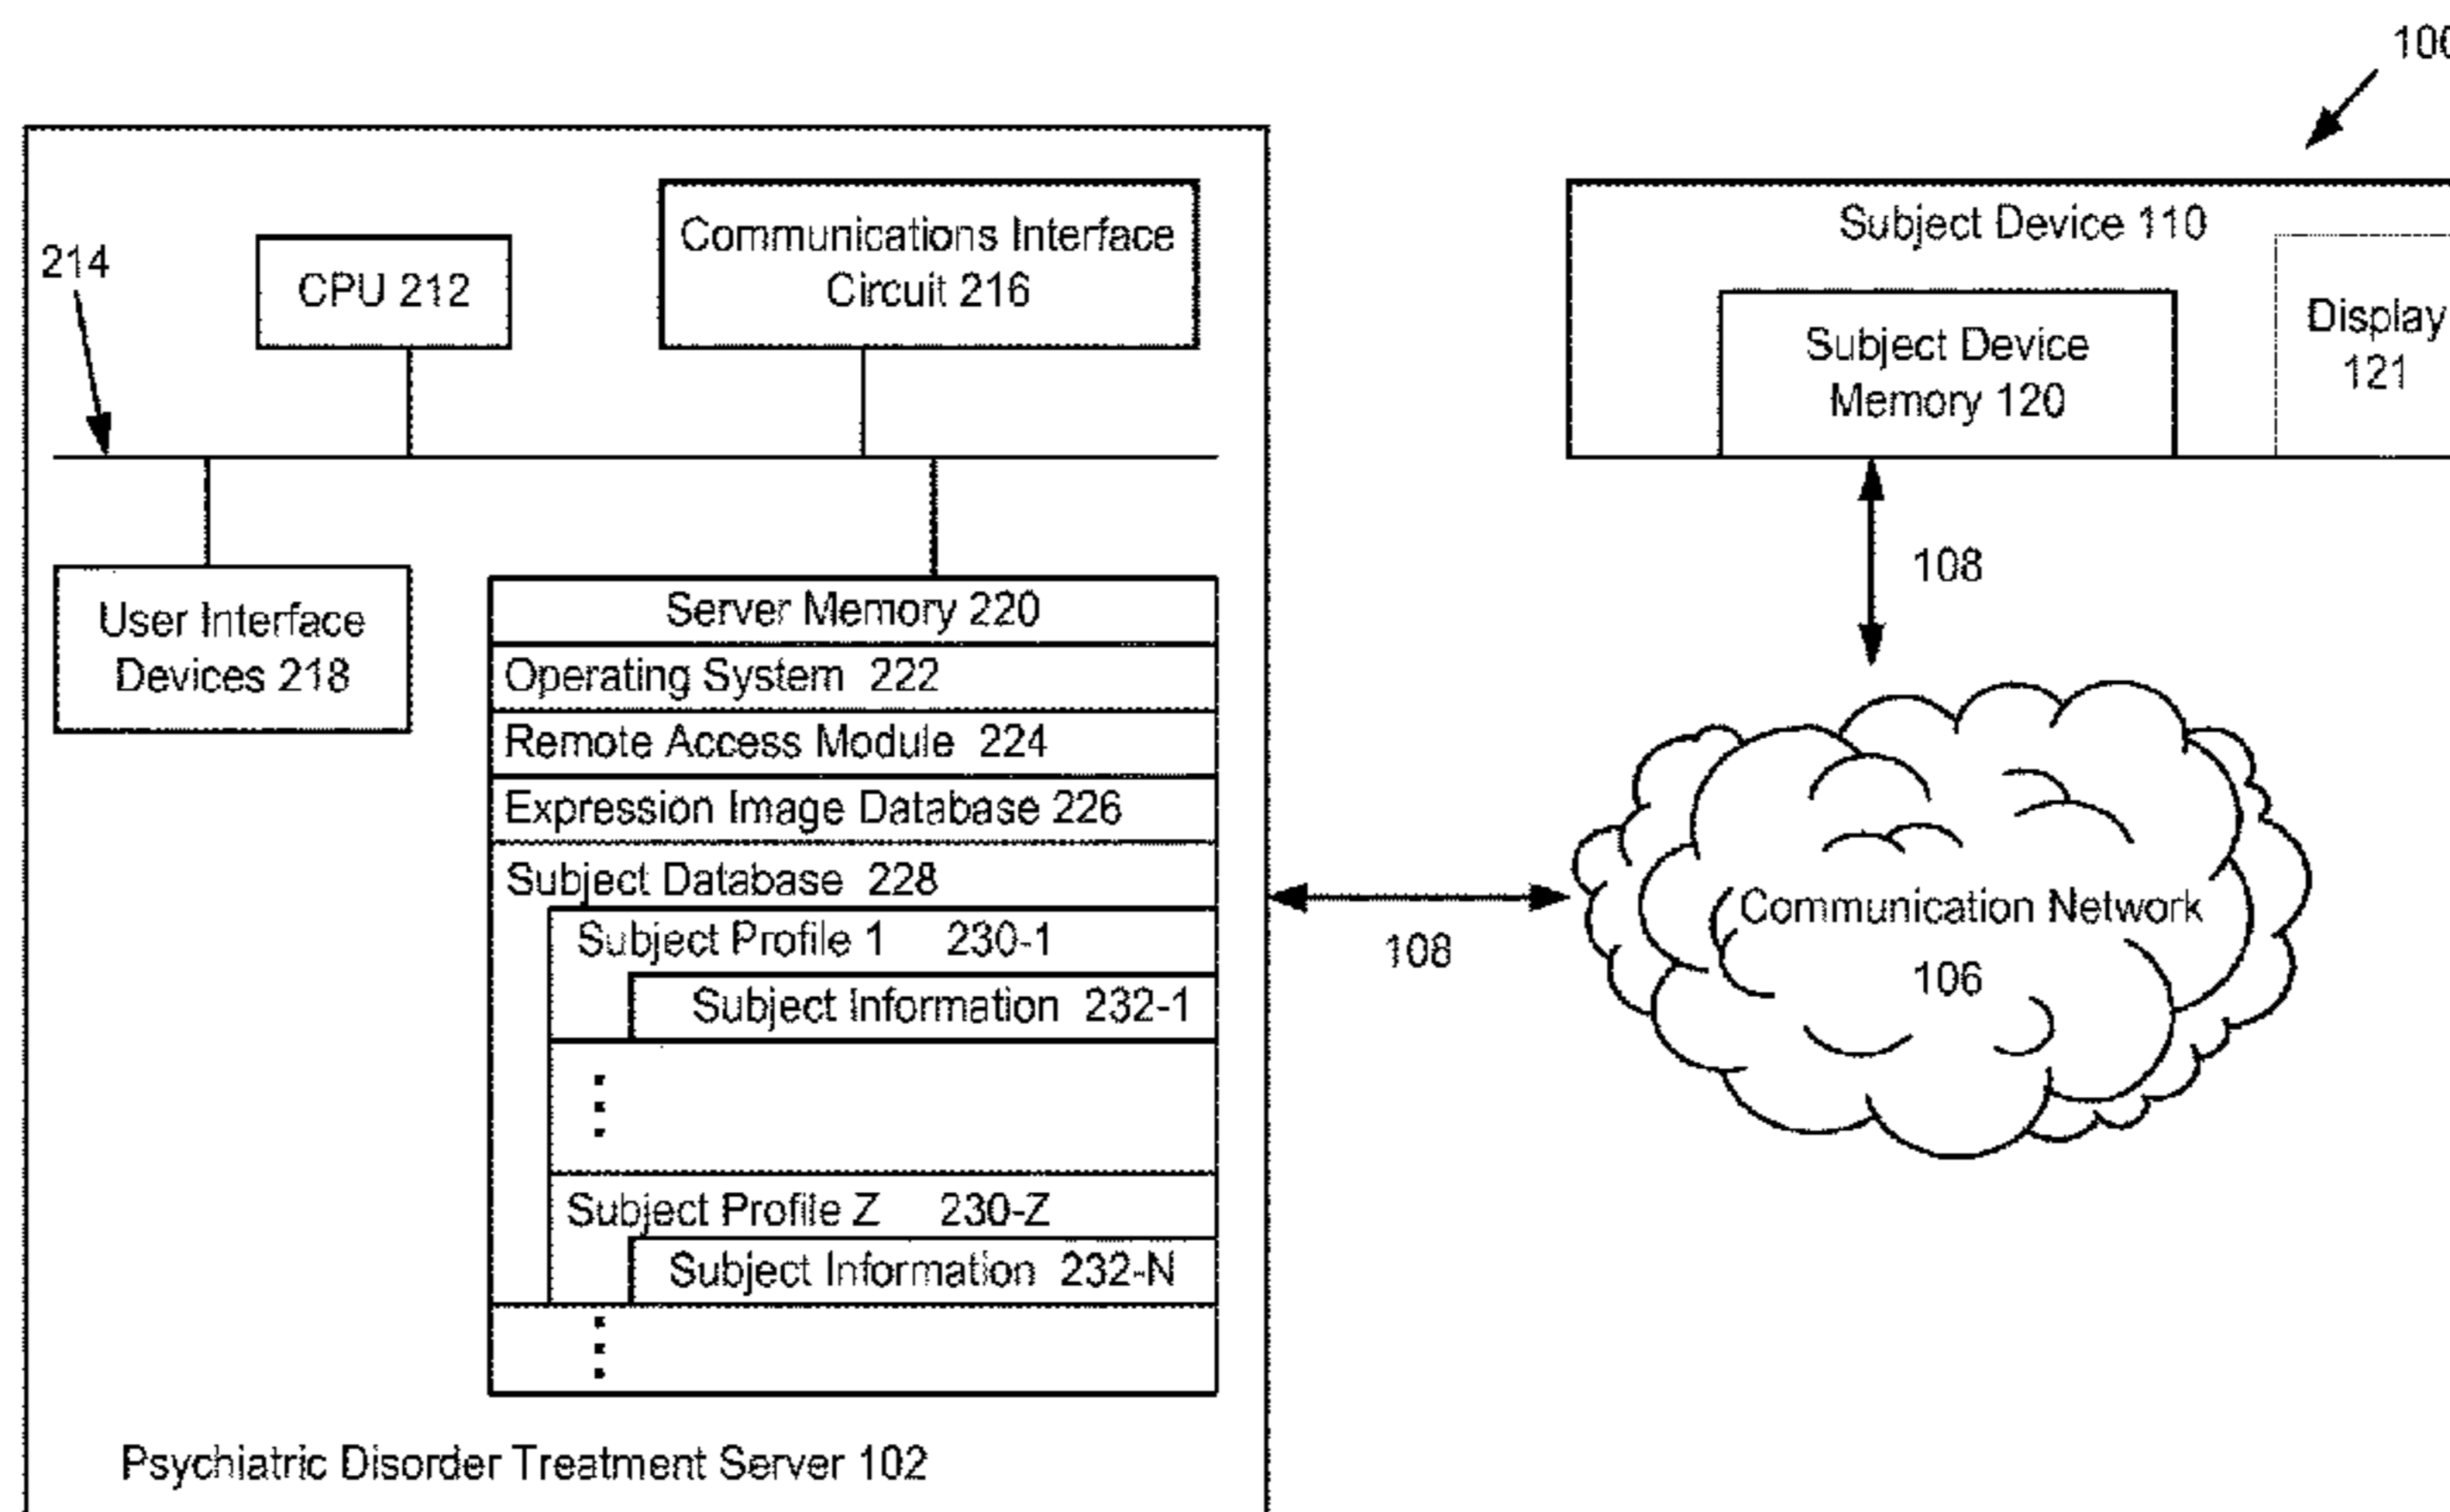 100
214
CPU 212
Communications Interface
Circuit 216
User Interface
Devices 218
Server Memory 220
Operating System 222
Remote Access Module 224
Expression Image Database 226
Subject Database 228
Subject Profile 1 230-1
Subject Information 232-1
Subject Profile Z 230-Z
Subject Information 232-N
Psychiatric Disorder Treatment Server 102
Subject Device 110
Subject Device
Memory 120
Display
121
108
108
Communication Network
106